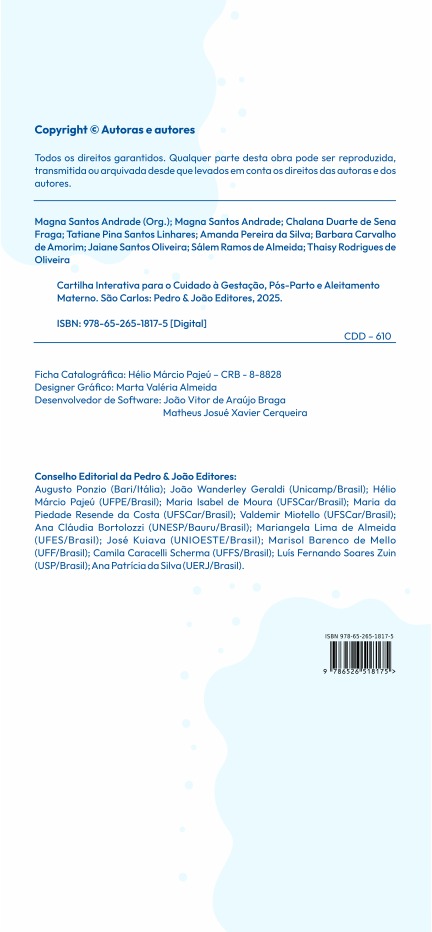 Copyright © Autoras e autores
Todos os direitos garantidos. Qualquer parte desta obra pode ser reproduzida,
transmitida ou arquivada desde que levados em conta os direitos das autoras e dos
autores.
Magna Santos Andrade (Org.); Magna Santos Andrade; Chalana Duarte de Sena
Fraga; Tatiane Pina Santos Linhares; Amanda Pereira da Silva; Barbara Carvalho
de Amorim; Jaiane Santos Oliveira; Sálem Ramos de Almeida; Thaisy Rodrigues de
Oliveira
Cartilha Interativa para o Cuidado à Gestação, Pós-Parto e Aleitamento
Materno. São Carlos: Pedro & João Editores, 2025.
ISBN: 978-65-265-1817-5 [Digital]
CDD – 610
Ficha Catalográfica: Hélio Márcio Pajeú – CRB - 8-8828
Designer Gráfico: Marta Valéria Almeida
Desenvolvedor de Software: João Vitor de Araújo Braga
Matheus Josué Xavier Cerqueira
Conselho Editorial da Pedro & João Editores:
Augusto Ponzio (Bari/Itália); João Wanderley Geraldi (Unicamp/Brasil); Hélio
Márcio Pajeú (UFPE/Brasil); Maria Isabel de Moura (UFSCar/Brasil); Maria da
Piedade Resende da Costa (UFSCar/Brasil); Valdemir Miotello (UFSCar/Brasil);
Ana Cláudia Bortolozzi (UNESP/Bauru/Brasil); Mariangela Lima de Almeida
(UFES/Brasil); José Kuiava (UNIOESTE/Brasil); Marisol Barenco de Mello
(UFF/Brasil); Camila Caracelli Scherma (UFFS/Brasil); Luís Fernando Soares Zuin
(USP/Brasil); Ana Patrícia da Silva (UERJ/Brasil).
ISBN 978-65-265-1817-5
9 786526 518175 >